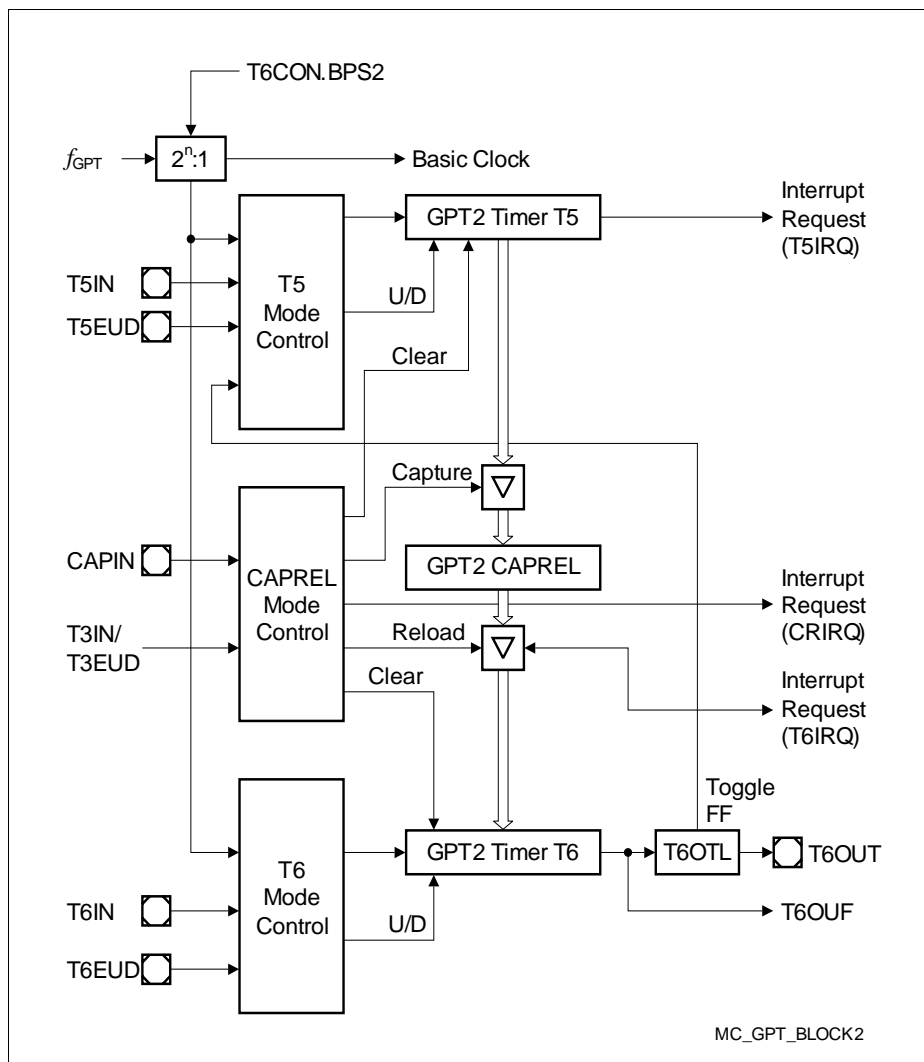 T6CON.BPS2
fGPT
2^n:1
Basic Clock
Interrupt
Request
(T5IRQ)
GPT2 Timer T5
T5IN
T5
Mode
Control
U/D
T5EUD
Clear
Capture
CAPIN
CAPREL
Mode
Control
GPT2 CAPREL
Interrupt
Request
(CRIRQ)
T3IN/
T3EUD
Reload
Clear
Interrupt
Request
(T6IRQ)
Toggle
FF
GPT2 Timer T6
T6OTL
T6OUT
T6
Mode
Control
T6IN
U/D
T6OUF
T6EUD
MC_GPT_BLOCK2